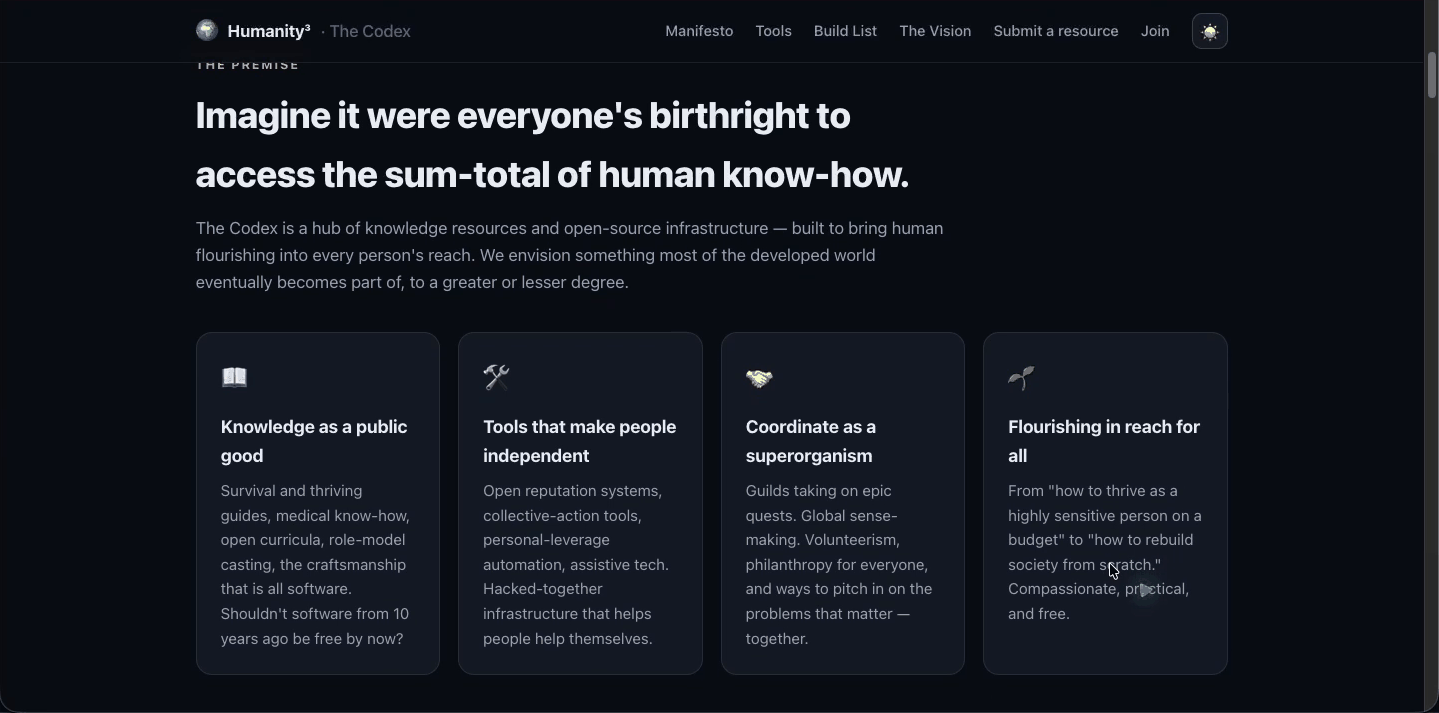 Humanity³ · The Codex
Manifesto
Tools
Build List
The Vision
Submit a resource
Join
THE PREMISE
Imagine it were everyone's birthright to
access the sum-total of human know-how.
The Codex is a hub of knowledge resources and open-source infrastructure — built to bring human
flourishing into every person's reach. We envision something most of the developed world
eventually becomes part of, to a greater or lesser degree.
Knowledge as a public
good
Survival and thriving
guides, medical know-how,
open curricula, role-model
casting, the craftsmanship
that is all software.
Shouldn't software from 10
years ago be free by now?
Tools that make people
independent
Open reputation systems,
collective-action tools,
personal-leverage
automation, assistive tech.
Hacked-together
infrastructure that helps
people help themselves.
Coordinate as a
superorganism
Guilds taking on epic
quests. Global sense-
making. Volunteerism,
philanthropy for everyone,
and ways to pitch in on the
problems that matter —
together.
Flourishing in reach for
all
From "how to thrive as a
highly sensitive person on a
budget" to "how to rebuild
society from scratch."
Compassionate, practical,
and free.